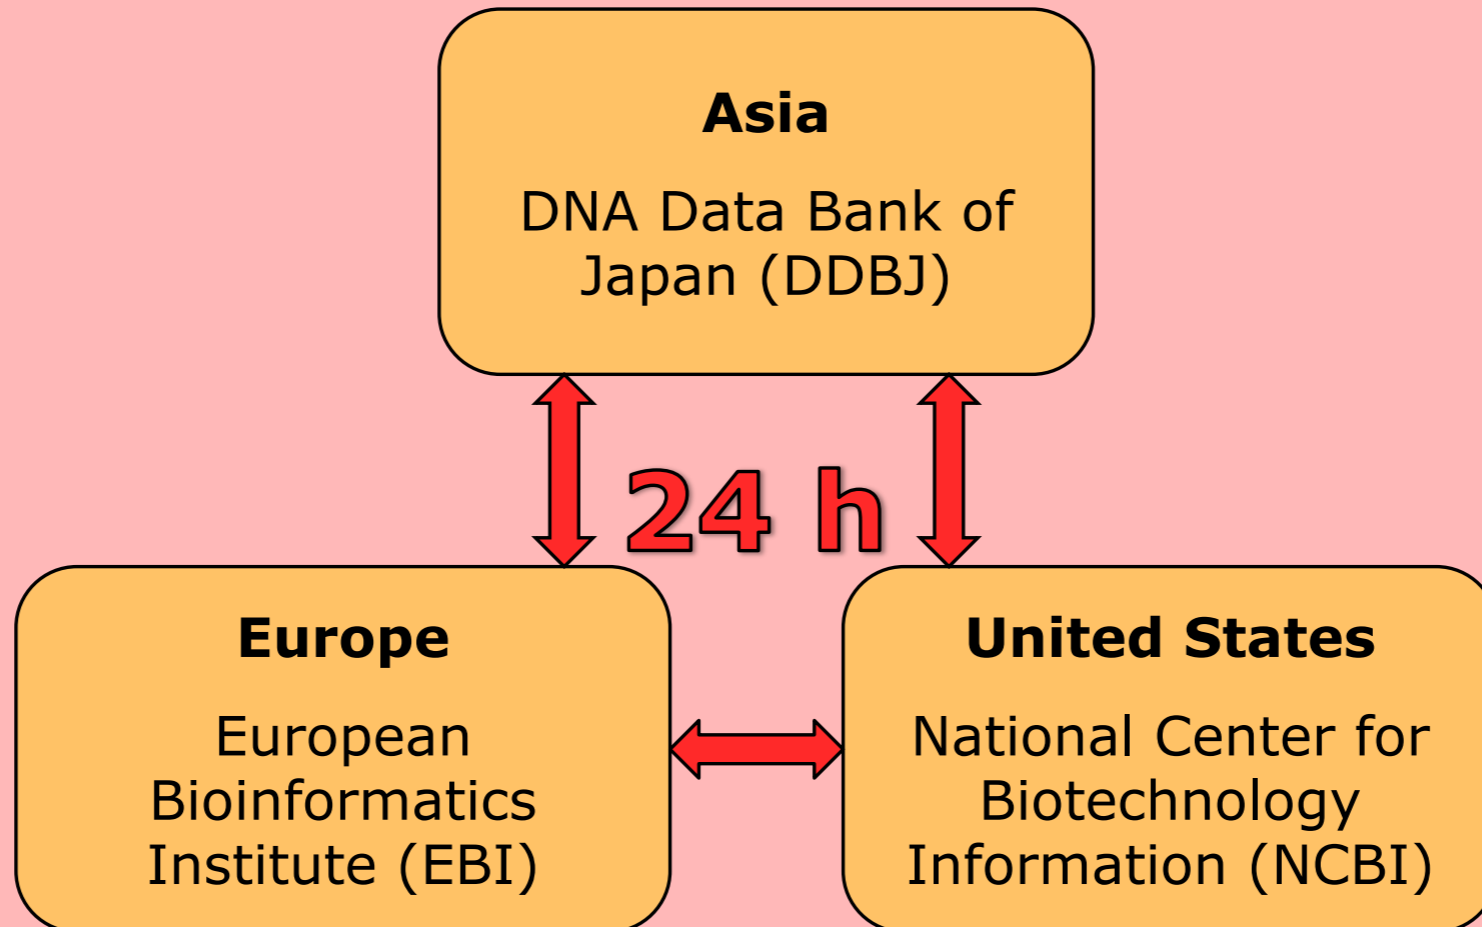 Asia
DNA Data Bank of
Japan (DDBJ)
24 h
Europe
European
Bioinformatics
Institute (EBI)
United States
National Center for
Biotechnology
Information (NCBI)